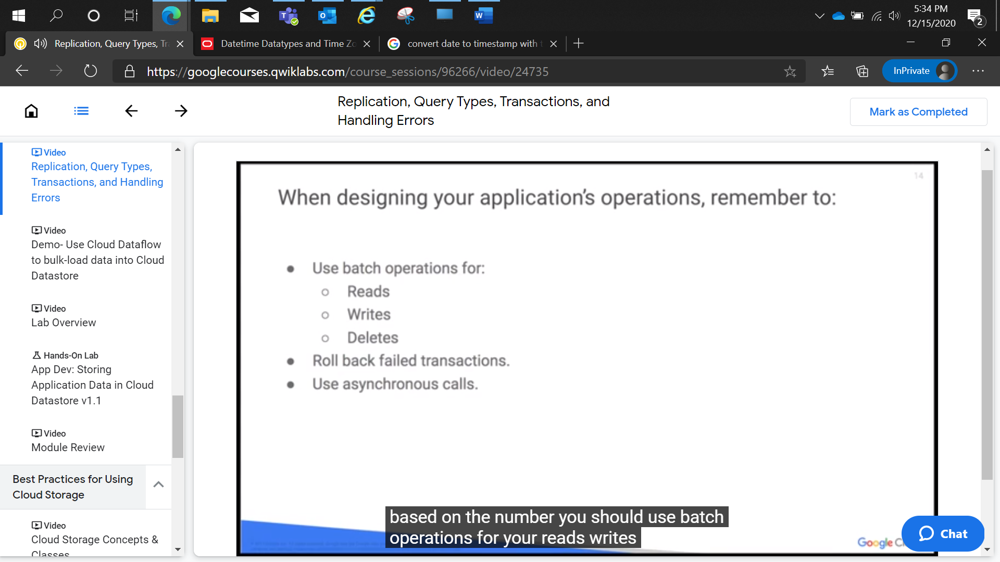 5:34 PM
12/15/2020
2
Replication, Query Types, Tr
Datetime Datatypes and Time Zo
convert date to timestamp with t
https://googlecourses.qwiklabs.com/course_sessions/96266/video/24735
InPrivate
Replication, Query Types, Transactions, and
Handling Errors
Mark as Completed
Video
Replication, Query Types,
Transactions, and Handling
Errors
Video
Demo- Use Cloud Dataflow
to bulk-load data into Cloud
Datastore
Video
Lab Overview
Hands-On Lab
App Dev: Storing
Application Data in Cloud
Datastore v1.1
Video
Module Review
Best Practices for Using
Cloud Storage
Video
Cloud Storage Concepts &
Classes
14
When designing your application's operations, remember to:
● Use batch operations for:
○ Reads
○ Writes
○ Deletes
● Roll back failed transactions.
● Use asynchronous calls.
based on the number you should use batch
operations for your reads writes
Google
Chat